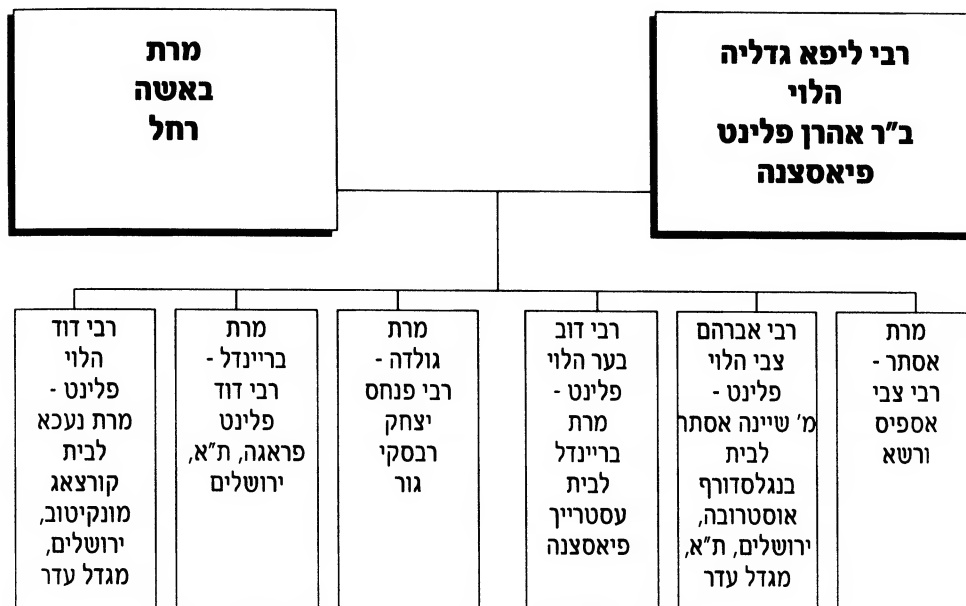 רבי ליפא גדליה
הלוי
ב"ר אהרן פלינט
פיאסצנה
מרת
באשה
רחל
מרת
אסתר -
רבי צבי
אספיס
ורשא
רבי אברהם
צבי הלוי
פלינט -
מ' שיינה אסתר
לבית
בנגלסדורף
אוסטרובה,
ירושלים, ת"א,
מגדל עדר
רבי דוב
בער הלוי
פלינט -
מרת
בריינדל
לבית
עסטרייך
פיאסצנה
מרת
גולדה -
רבי פנחס
יצחק
רבסקי
גור
מרת
בריינדל -
רבי דוד
פלינט
פראגה, ת"א,
ירושלים
רבי דוד
הלוי
פלינט -
מרת נעכא
לבית
קורצאג
מונקיטוב,
ירושלים,
מגדל עדר